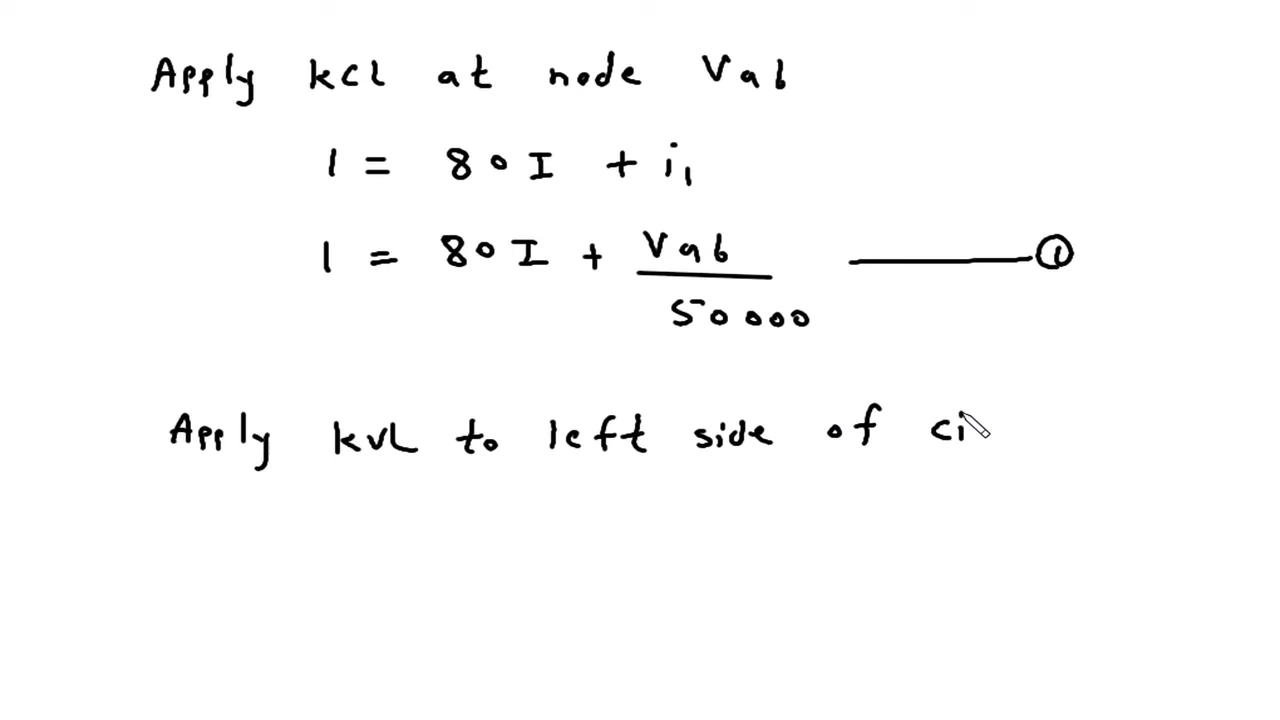 Apply kcl at node Vab
1 = 80I + i1
1 = 80I + Vab/50000 ——— ①
Apply kvL to left side of ci